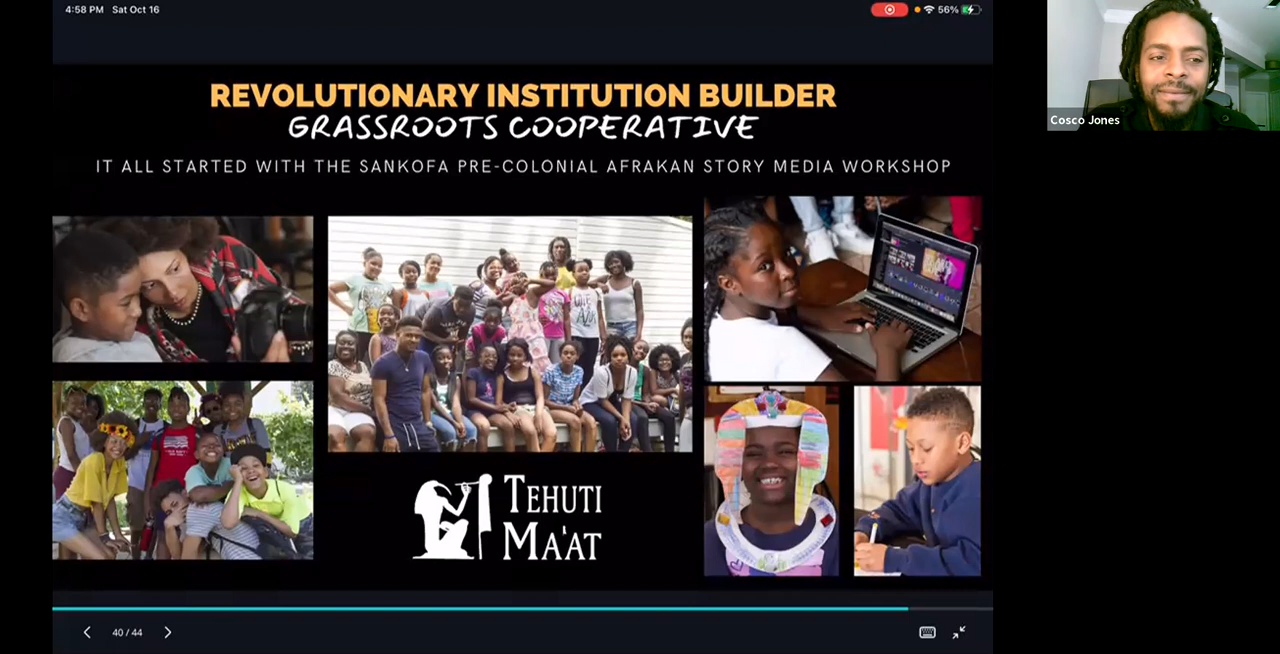 4:58 PM Sat Oct 16
56%
REVOLUTIONARY INSTITUTION BUILDER
GRASSROOTS COOPERATIVE
IT ALL STARTED WITH THE SANKOFA PRE-COLONIAL AFRAKAN STORY MEDIA WORKSHOP
TEHUTI
MA'AT
40 / 44
Cosco Jones